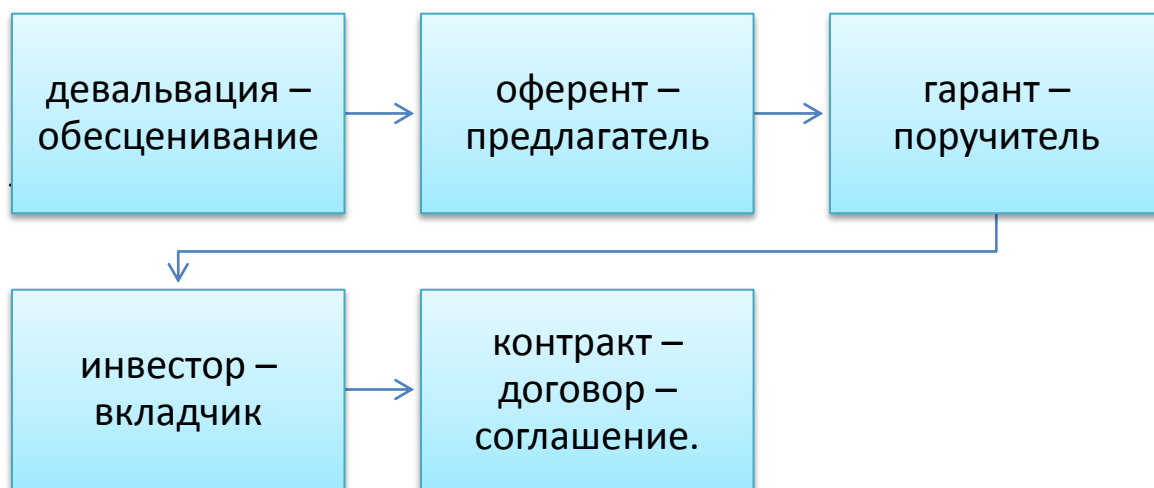 девальвация –
обесценивание
оферент –
предлагатель
гарант –
поручитель
инвестор –
вкладчик
контракт –
договор –
соглашение.